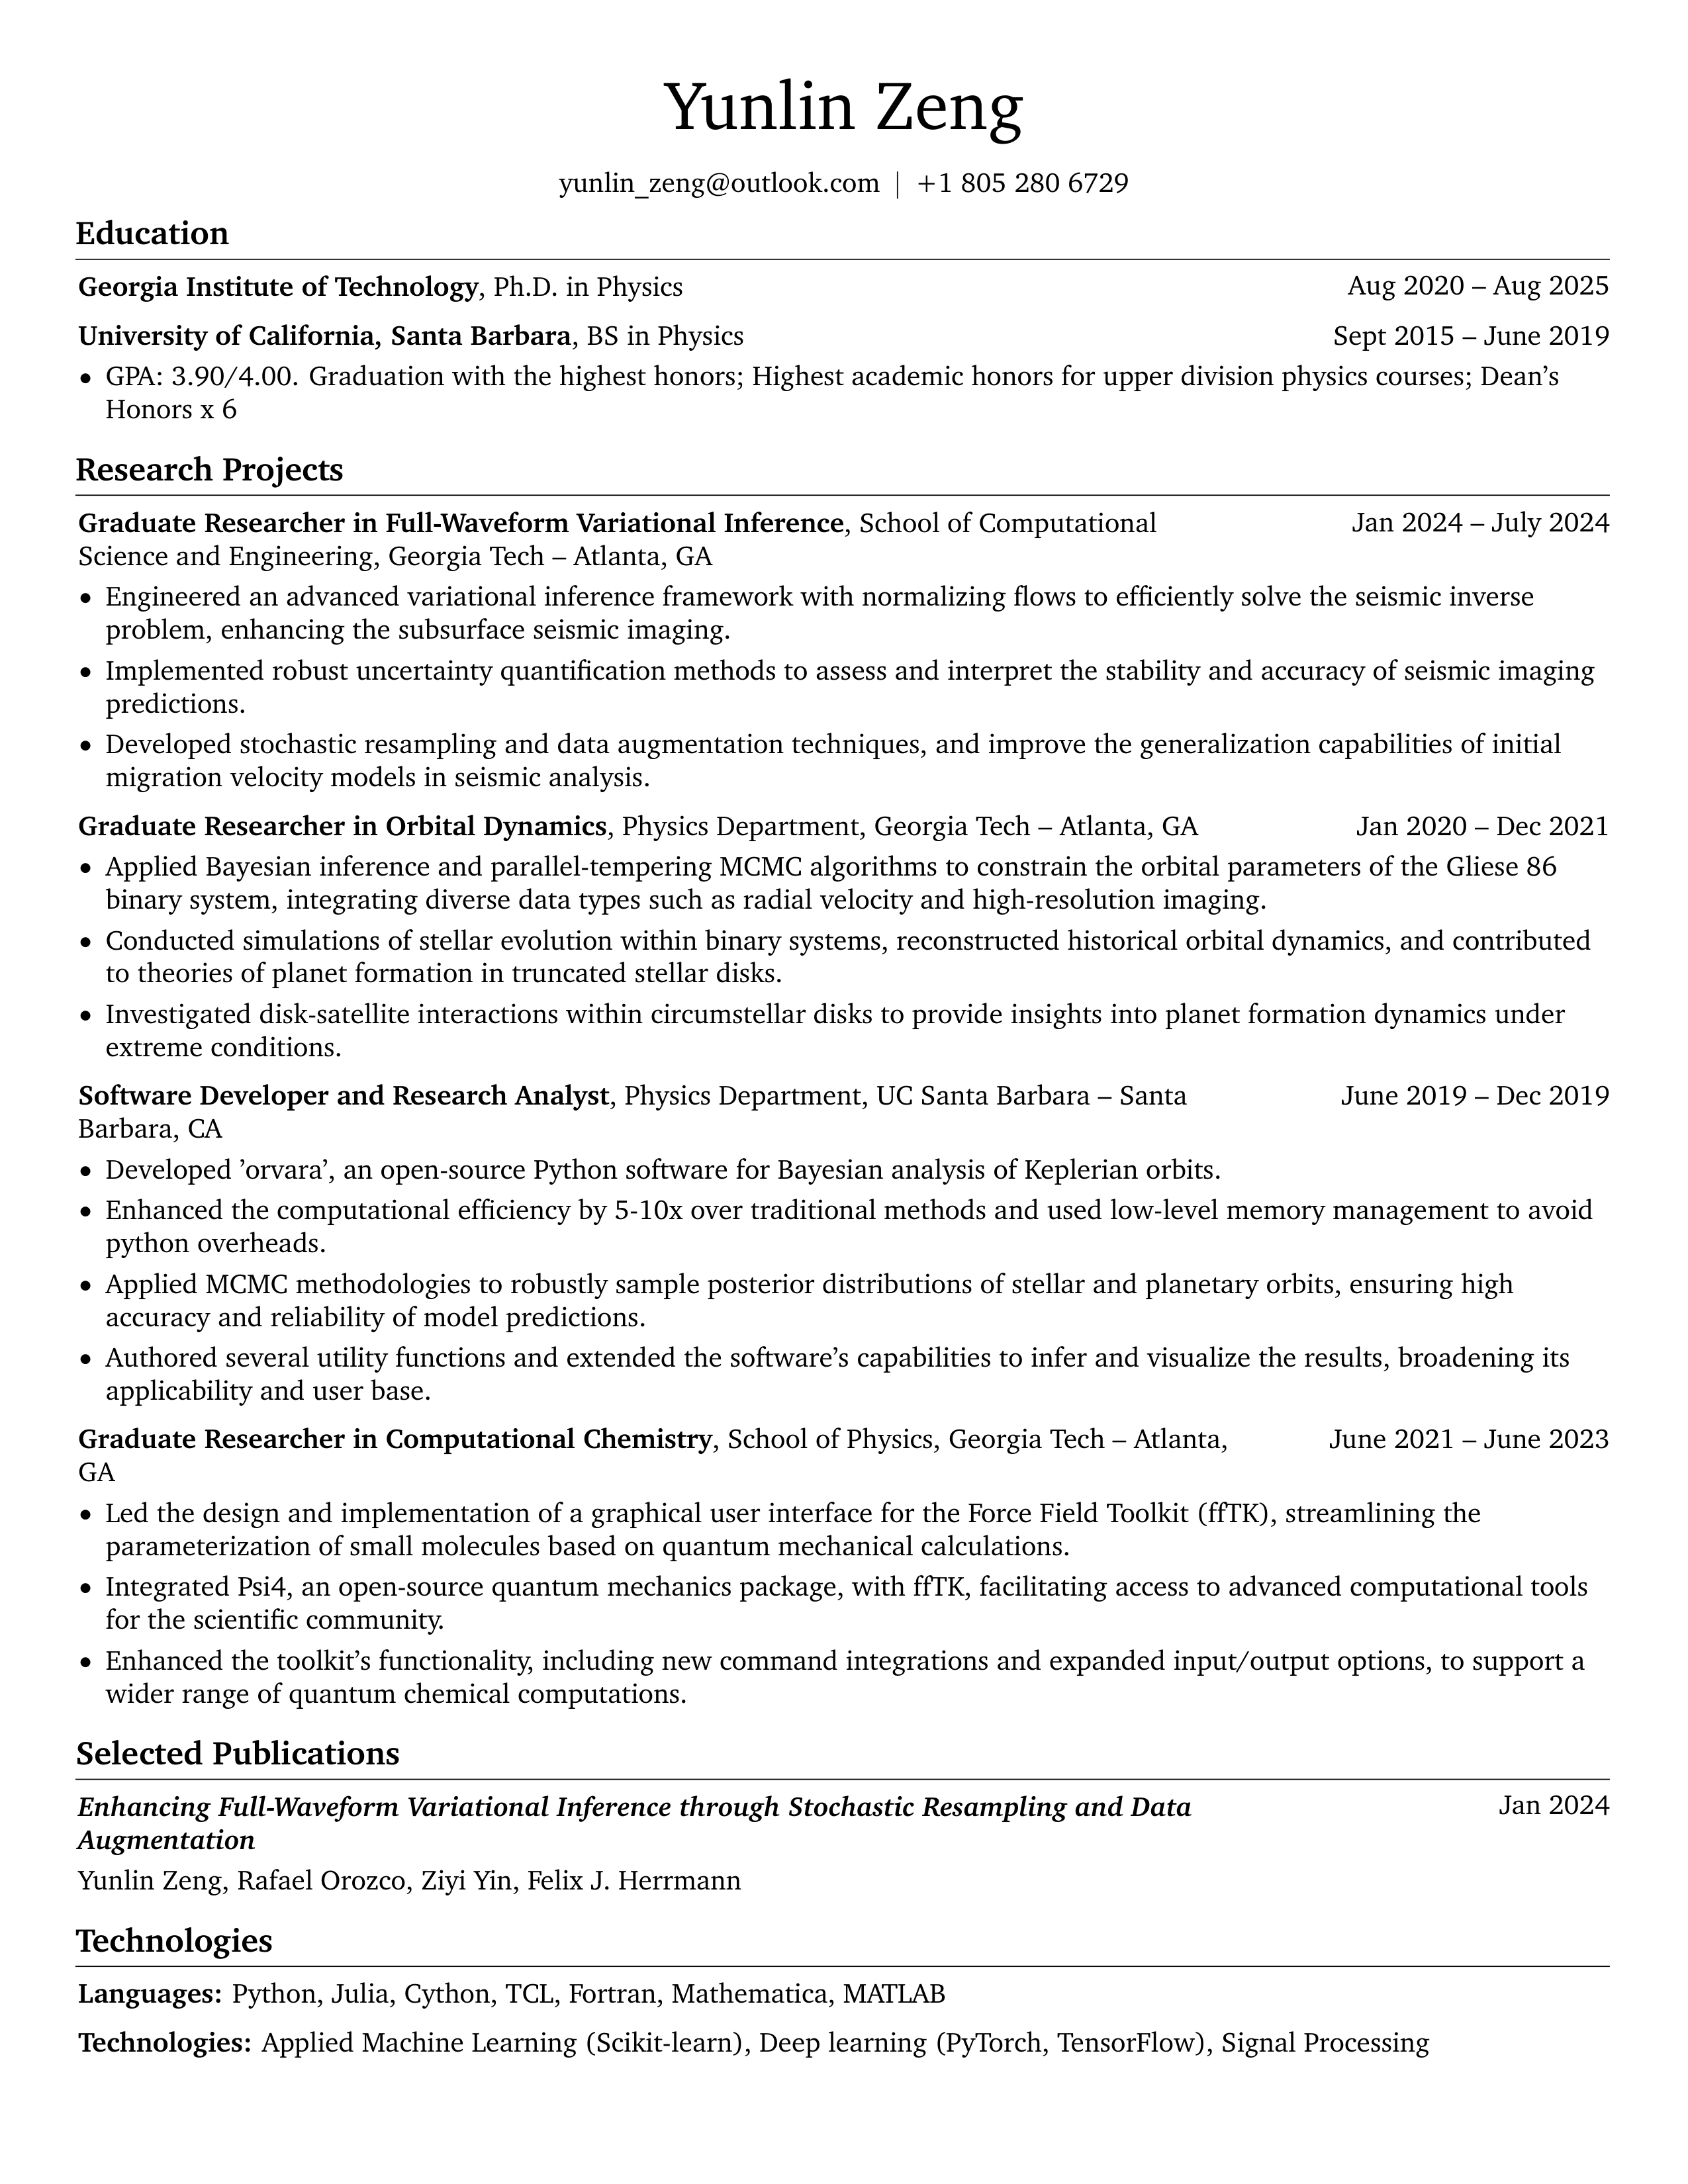 Yunlin Zeng
yunlin_zeng@outlook.com | +1 805 280 6729
Education
Georgia Institute of Technology, Ph.D. in Physics Aug 2020 – Aug 2025
University of California, Santa Barbara, BS in Physics Sept 2015 – June 2019
• GPA: 3.90/4.00. Graduation with the highest honors; Highest academic honors for upper division physics courses; Dean’s
Honors x 6
Research Projects
Graduate Researcher in Full-Waveform Variational Inference, School of Computational Jan 2024 – July 2024
Science and Engineering, Georgia Tech – Atlanta, GA
• Engineered an advanced variational inference framework with normalizing flows to efficiently solve the seismic inverse
problem, enhancing the subsurface seismic imaging.
• Implemented robust uncertainty quantification methods to assess and interpret the stability and accuracy of seismic imaging
predictions.
• Developed stochastic resampling and data augmentation techniques, and improve the generalization capabilities of initial
migration velocity models in seismic analysis.
Graduate Researcher in Orbital Dynamics, Physics Department, Georgia Tech – Atlanta, GA Jan 2020 – Dec 2021
• Applied Bayesian inference and parallel-tempering MCMC algorithms to constrain the orbital parameters of the Gliese 86
binary system, integrating diverse data types such as radial velocity and high-resolution imaging.
• Conducted simulations of stellar evolution within binary systems, reconstructed historical orbital dynamics, and contributed
to theories of planet formation in truncated stellar disks.
• Investigated disk-satellite interactions within circumstellar disks to provide insights into planet formation dynamics under
extreme conditions.
Software Developer and Research Analyst, Physics Department, UC Santa Barbara – Santa June 2019 – Dec 2019
Barbara, CA
• Developed ’orvara’, an open-source Python software for Bayesian analysis of Keplerian orbits.
• Enhanced the computational efficiency by 5-10x over traditional methods and used low-level memory management to avoid
python overheads.
• Applied MCMC methodologies to robustly sample posterior distributions of stellar and planetary orbits, ensuring high
accuracy and reliability of model predictions.
• Authored several utility functions and extended the software’s capabilities to infer and visualize the results, broadening its
applicability and user base.
Graduate Researcher in Computational Chemistry, School of Physics, Georgia Tech – Atlanta, June 2021 – June 2023
GA
• Led the design and implementation of a graphical user interface for the Force Field Toolkit (ffTK), streamlining the
parameterization of small molecules based on quantum mechanical calculations.
• Integrated Psi4, an open-source quantum mechanics package, with ffTK, facilitating access to advanced computational tools
for the scientific community.
• Enhanced the toolkit’s functionality, including new command integrations and expanded input/output options, to support a
wider range of quantum chemical computations.
Selected Publications
Enhancing Full-Waveform Variational Inference through Stochastic Resampling and Data Jan 2024
Augmentation
Yunlin Zeng, Rafael Orozco, Ziyi Yin, Felix J. Herrmann
Technologies
Languages: Python, Julia, Cython, TCL, Fortran, Mathematica, MATLAB
Technologies: Applied Machine Learning (Scikit-learn), Deep learning (PyTorch, TensorFlow), Signal Processing